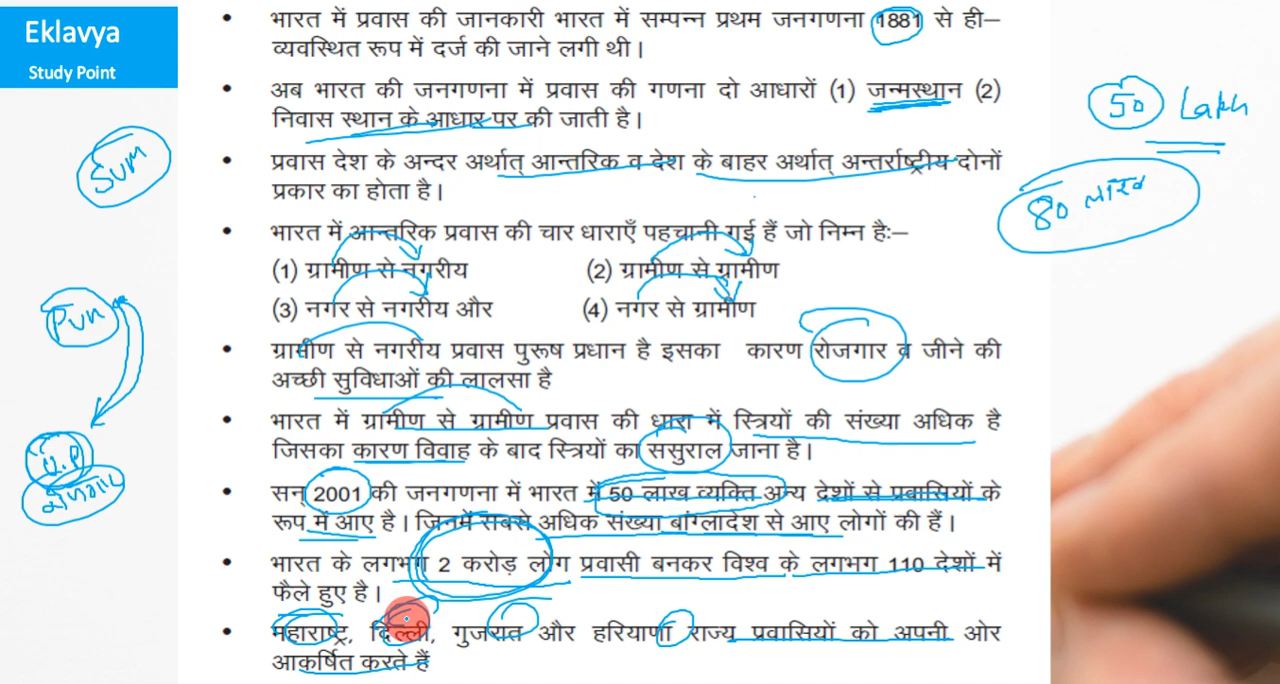 Eklavya
Study Point
• भारत में प्रवास की जानकारी भारत में सम्पन्न प्रथम जनगणना 1881 से ही–
व्यवस्थित रूप में दर्ज की जाने लगी थी।
• अब भारत की जनगणना में प्रवास की गणना दो आधारों (1) जन्मस्थान (2)
निवास स्थान के आधार पर की जाती है।
• प्रवास देश के अन्दर अर्थात् आन्तरिक व देश के बाहर अर्थात् अन्तर्राष्ट्रीय दोनों
प्रकार का होता है।
• भारत में आन्तरिक प्रवास की चार धाराएँ पहचानी गई हैं जो निम्न हैः–
(1) ग्रामीण से नगरीय (2) ग्रामीण से ग्रामीण
(3) नगर से नगरीय और (4) नगर से ग्रामीण
• ग्रामीण से नगरीय प्रवास पुरूष प्रधान है इसका कारण रोजगार व जीने की
अच्छी सुविधाओं की लालसा है
• भारत में ग्रामीण से ग्रामीण प्रवास की धारा में स्त्रियों की संख्या अधिक है
जिसका कारण विवाह के बाद स्त्रियों का ससुराल जाना है।
• सन् 2001 की जनगणना में भारत में 50 लाख व्यक्ति अन्य देशों से प्रवासियों के
रूप में आए है। जिनमें सबसे अधिक संख्या बांग्लादेश से आए लोगों की हैं।
• भारत के लगभग 2 करोड़ लोग प्रवासी बनकर विश्व के लगभग 110 देशों में
फैले हुए है।
• महाराष्ट्र, दिल्ली, गुजरात और हरियाणा राज्य प्रवासियों को अपनी ओर
आकर्षित करते हैं
50 Lakh
80 लाख
SUM
Pun
U.P